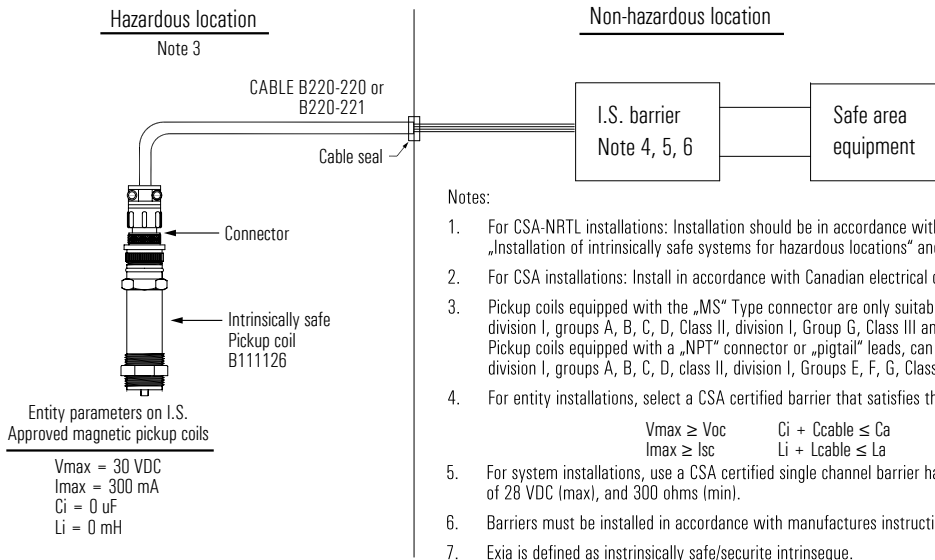 Hazardous location
Note 3
Non-hazardous location
CABLE B220-220 or
B220-221
Cable seal
I.S. barrier
Note 4, 5, 6
Safe area
equipment
Connector
Intrinsically safe
Pickup coil
B111126
Entity parameters on I.S.
Approved magnetic pickup coils
Vmax = 30 VDC
Imax = 300 mA
Ci = 0 uF
Li = 0 mH
Notes:
1. For CSA-NRTL installations: Installation should be in accordance with
„Installation of intrinsically safe systems for hazardous locations“
2. For CSA installations: Install in accordance with Canadian electrical
3. Pickup coils equipped with the „MS“ Type connector are only
division I, groups A, B, C, D, Class II, division I, Group G, Class III
Pickup coils equipped with a „NPT“ connector or „pigtail“ leads, can
division I, groups A, B, C, D, class II, division I, Groups E, F, G,
4. For entity installations, select a CSA certified barrier that satisfies
Vmax ≥ Voc Ci + Ccable ≤ Ca
Imax ≥ Isc Li + Lcable ≤ La
5. For system installations, use a CSA certified single channel barrier
of 28 VDC (max), and 300 ohms (min).
6. Barriers must be installed in accordance with manufactures
7. Exia is defined as instrinsically safe/securite intrinseque.